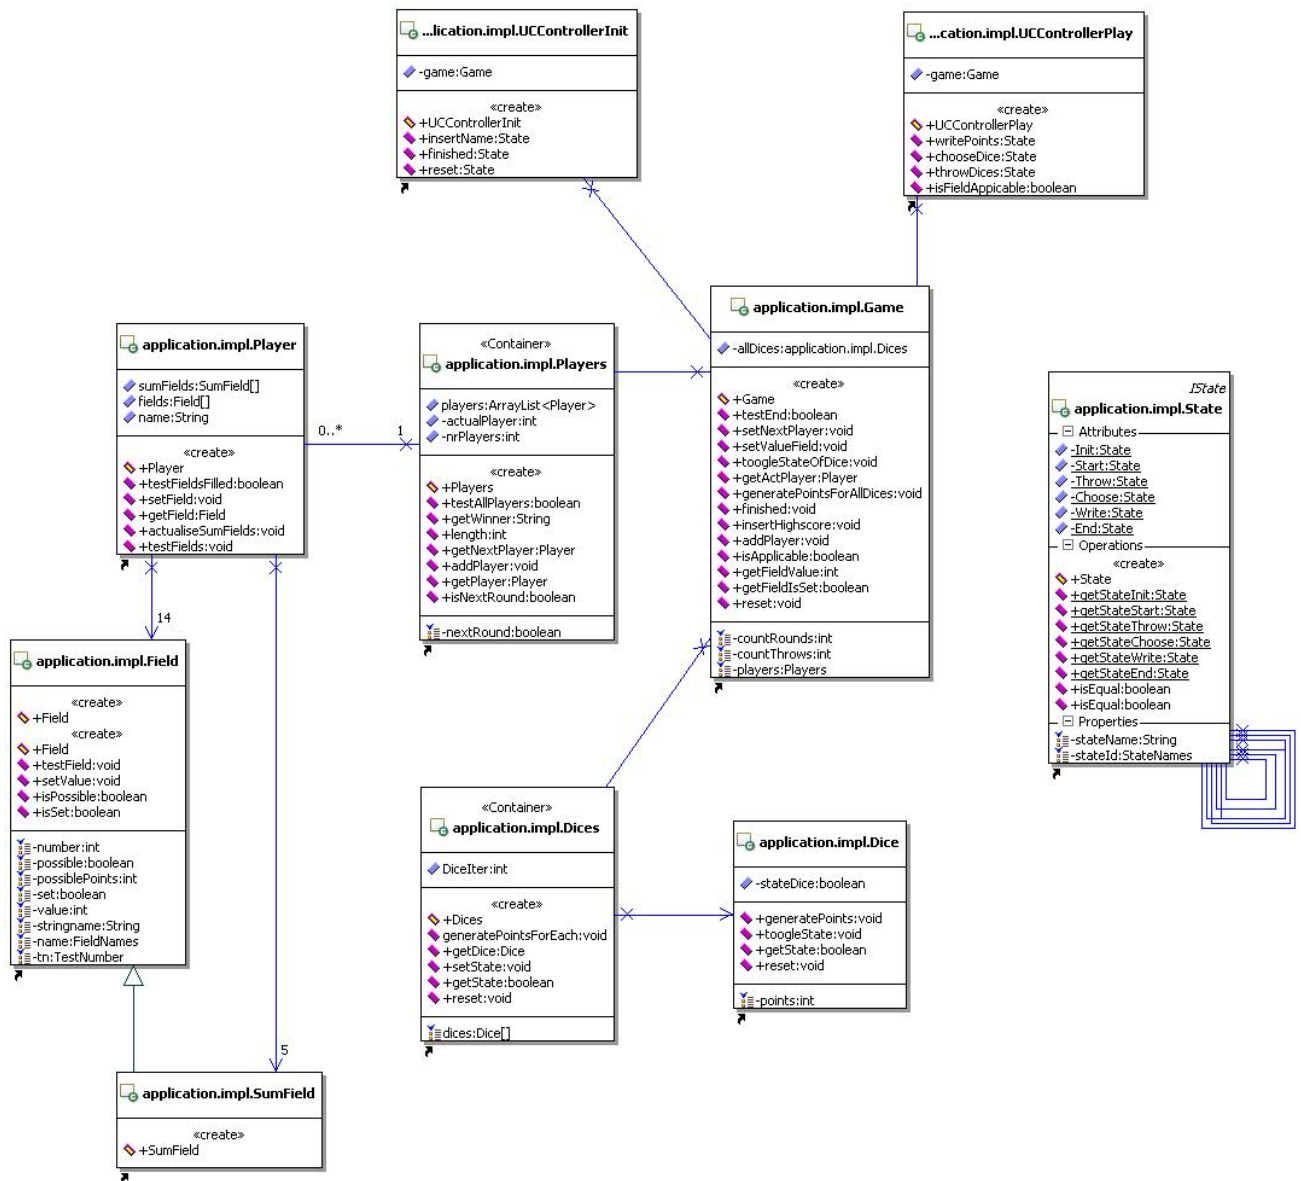 ...lication.impl.UCControllerInit
-game:Game
«create»
+UCControllerInit
+insertName:State
+finished:State
+reset:State
...cation.impl.UCControllerPlay
-game:Game
«create»
+UCControllerPlay
+writePoints:State
+chooseDice:State
+throwDices:State
+isFieldAppicable:boolean
application.impl.Player
sumFields:SumField[]
fields:Field[]
name:String
«create»
+Player
+testFieldsFilled:boolean
+setField:void
+getField:Field
+actualiseSumFields:void
+testFields:void
0..*
1
«Container»
application.impl.Players
players:ArrayList<Player>
-actualPlayer:int
-nrPlayers:int
«create»
+Players
+testAllPlayers:boolean
+getWinner:String
+length:int
+getNextPlayer:Player
+addPlayer:void
+getPlayer:Player
+isNextRound:boolean
-nextRound:boolean
application.impl.Game
-allDices:application.impl.Dices
«create»
+Game
+testEnd:boolean
+setNextPlayer:void
+setValueField:void
+toogleStateOfDice:void
+getActPlayer:Player
+generatePointsForAllDices:void
+finished:void
+insertHighscore:void
+addPlayer:void
+isApplicable:boolean
+getFieldValue:int
+getFieldIsSet:boolean
+reset:void
-countRounds:int
-countThrows:int
-players:Players
IState
application.impl.State
Attributes
-Init:State
-Start:State
-Throw:State
-Choose:State
-Write:State
-End:State
Operations
«create»
+State
+getStateInit:State
+getStateStart:State
+getStateThrow:State
+getStateChoose:State
+getStateWrite:State
+getStateEnd:State
+isEqual:boolean
+isEqual:boolean
Properties
-stateName:String
-stateId:StateNames
14
application.impl.Field
«create»
+Field
«create»
+Field
+testField:void
+setValue:void
+isPossible:boolean
+isSet:boolean
-number:int
-possible:boolean
-possiblePoints:int
-set:boolean
-value:int
-stringname:String
-name:FieldNames
-tn:TestNumber
«Container»
application.impl.Dices
DiceIter:int
«create»
+Dices
generatePointsForEach:void
+getDice:Dice
+setState:void
+getState:boolean
+reset:void
dices:Dice[]
application.impl.Dice
-stateDice:boolean
+generatePoints:void
+toogleState:void
+getState:boolean
+reset:void
-points:int
5
application.impl.SumField
«create»
+SumField